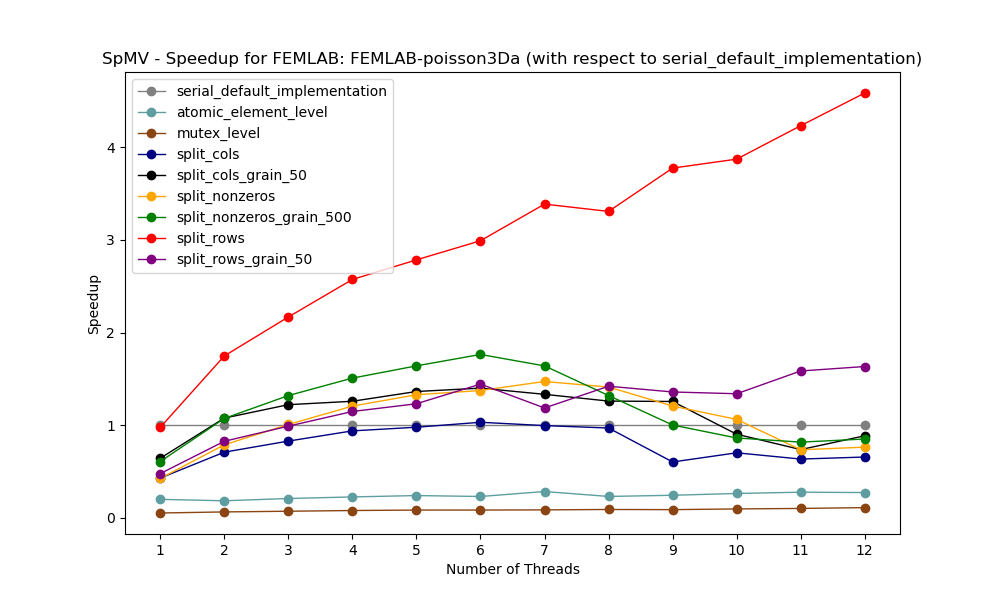 SpMV - Speedup for FEMLAB: FEMLAB-poisson3Da (with respect to serial_default_implementation)
serial_default_implementation
atomic_element_level
mutex_level
split_cols
split_cols_grain_50
split_nonzeros
split_nonzeros_grain_500
split_rows
split_rows_grain_50
Speedup
4
3
2
1
0
1 2 3 4 5 6 7 8 9 10 11 12
Number of Threads